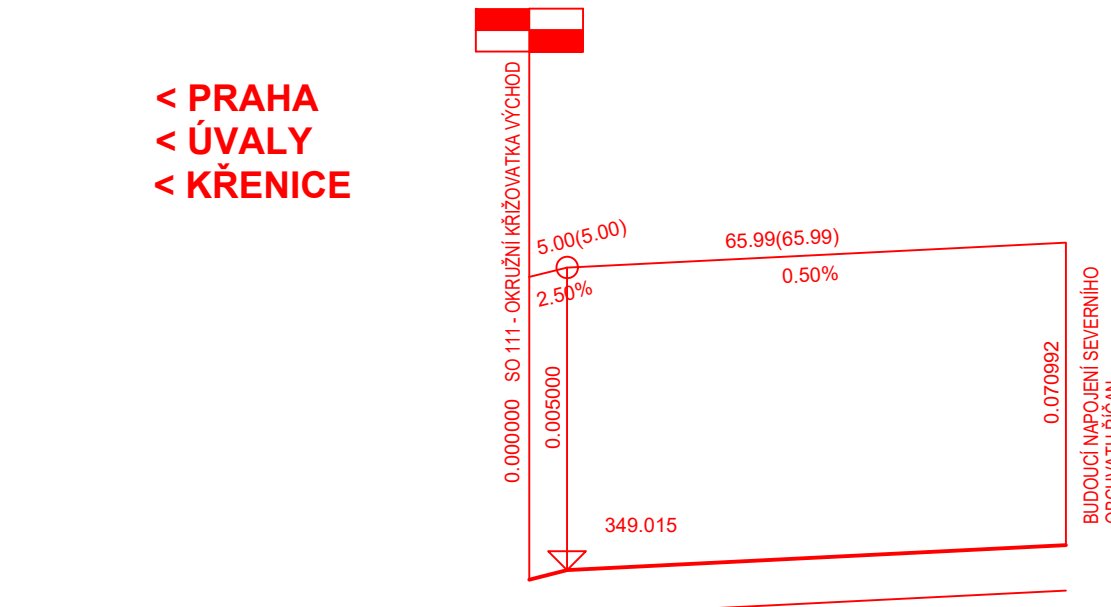 < PRAHA
< ÚVALY
< KŘENICE
0.000000 SO 111 - OKRUŽNÍ KŘIŽOVATKA VÝCHOD
5.00(5.00)
2.50%
65.99(65.99)
0.50%
0.005000
349.015
0.070992
BUDOUCÍ NAPOJENÍ SEVERNÍHO